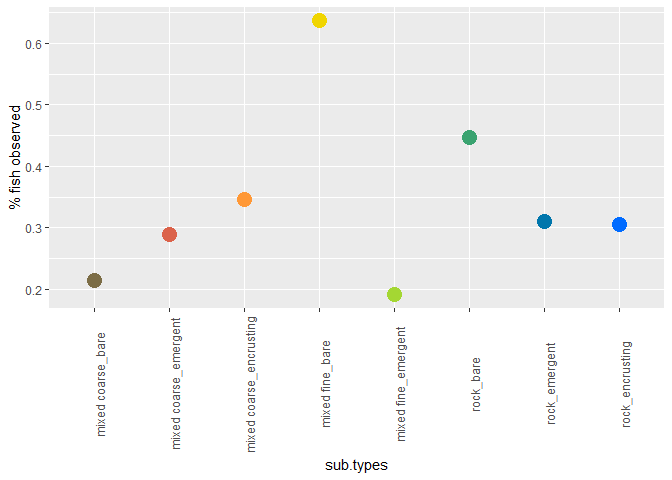 % fish observed
0.6
0.5
0.4
0.3
0.2
mixed coarse_bare
mixed coarse_emergent
mixed coarse_encrusting
mixed fine_bare
mixed fine_emergent
rock_bare
rock_emergent
rock_encrusting
sub.types